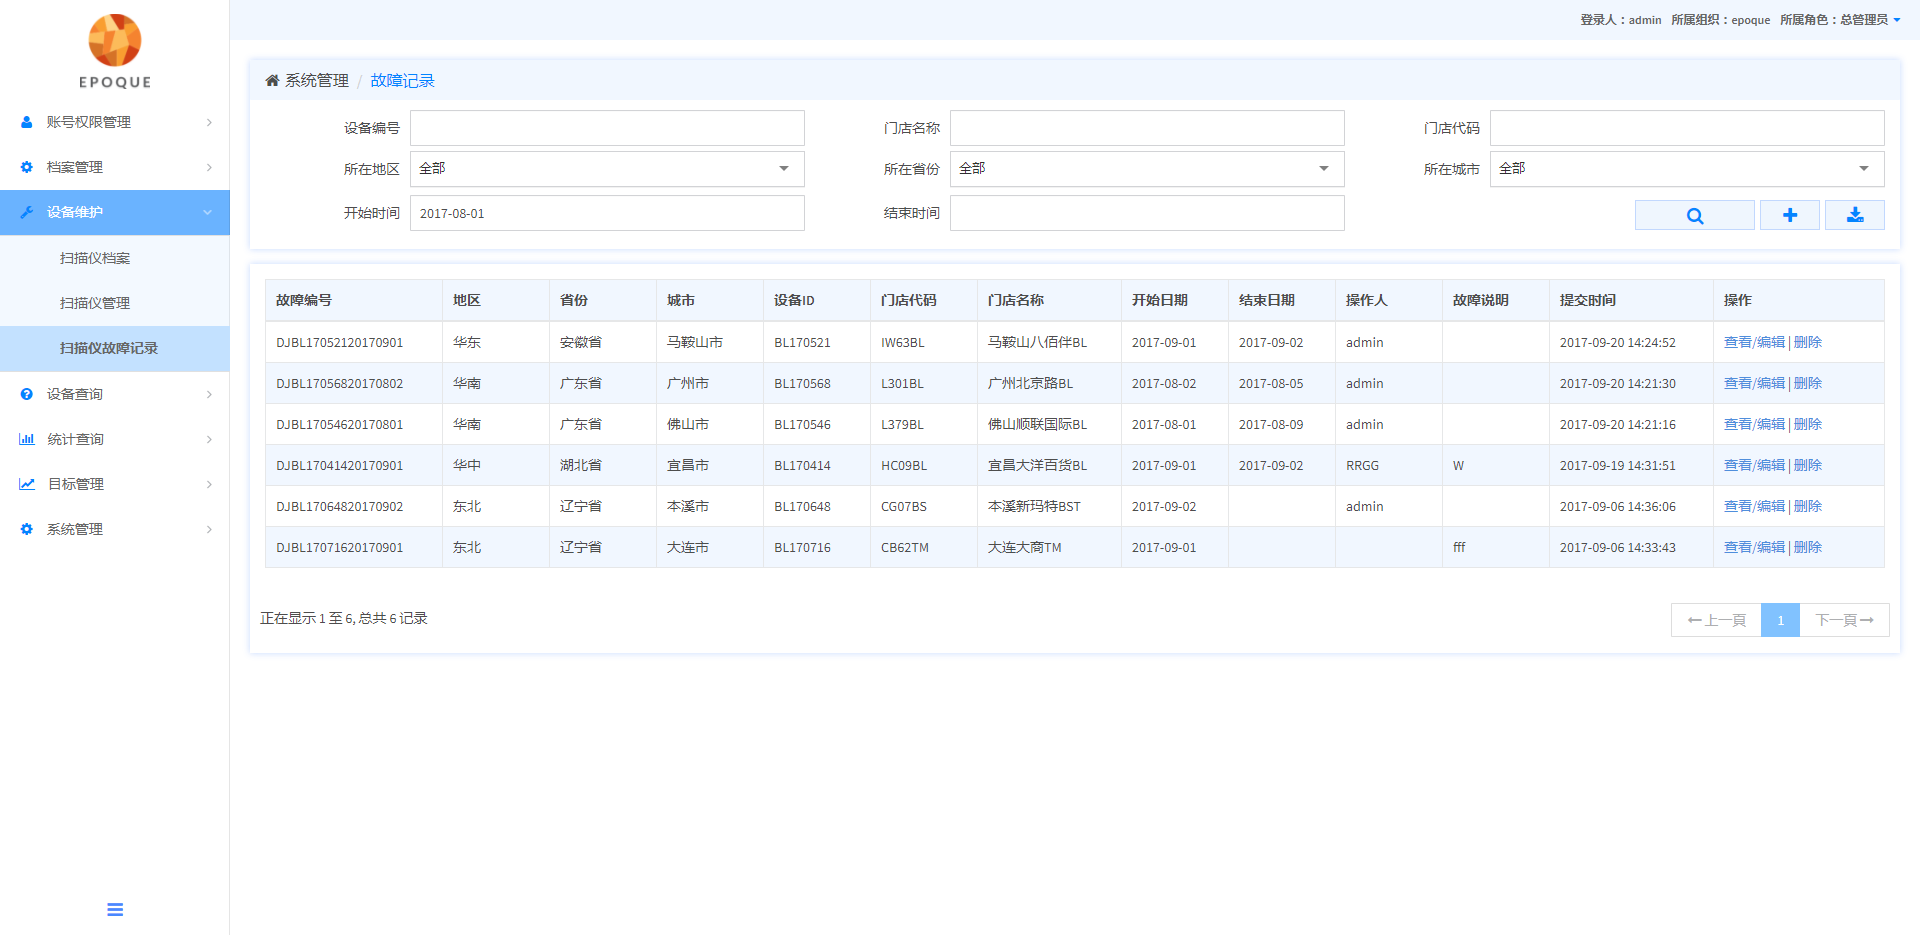 登录人：admin 所属组织：epoque 所属角色：总管理员
EPOQUE
账号权限管理
档案管理
设备维护
扫描仪档案
扫描仪管理
扫描仪故障记录
设备查询
统计查询
目标管理
系统管理
系统管理 / 故障记录
设备编号 门店名称 门店代码
所在地区 全部 所在省份 全部 所在城市 全部
开始时间 2017-08-01 结束时间
故障编号 地区 省份 城市 设备ID 门店代码 门店名称 开始日期 结束日期 操作人 故障说明 提交时间 操作
DJBL17052120170901 华东 安徽省 马鞍山市 BL170521 IW63BL 马鞍山八佰伴BL 2017-09-01 2017-09-02 admin 2017-09-20 14:24:52 查看/编辑 | 删除
DJBL17056820170802 华南 广东省 广州市 BL170568 L301BL 广州北京路BL 2017-08-02 2017-08-05 admin 2017-09-20 14:21:30 查看/编辑 | 删除
DJBL17054620170801 华南 广东省 佛山市 BL170546 L379BL 佛山顺联国际BL 2017-08-01 2017-08-09 admin 2017-09-20 14:21:16 查看/编辑 | 删除
DJBL17041420170901 华中 湖北省 宜昌市 BL170414 HC09BL 宜昌大洋百货BL 2017-09-01 2017-09-02 RRGG W 2017-09-19 14:31:51 查看/编辑 | 删除
DJBL17064820170902 东北 辽宁省 本溪市 BL170648 CG07BS 本溪新玛特BST 2017-09-02 admin 2017-09-06 14:36:06 查看/编辑 | 删除
DJBL17071620170901 东北 辽宁省 大连市 BL170716 CB62TM 大连大商TM 2017-09-01 fff 2017-09-06 14:33:43 查看/编辑 | 删除
正在显示 1 至 6, 总共 6 记录
←上一頁 1 下一頁→